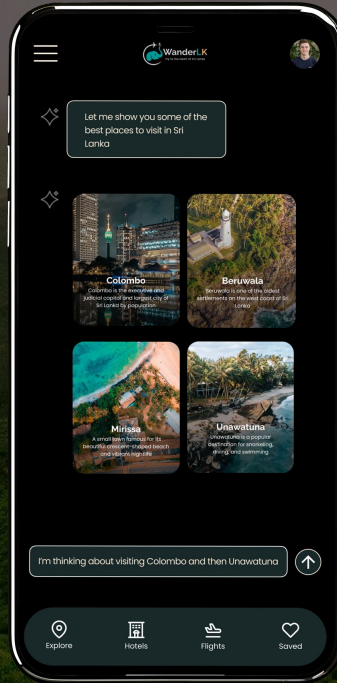 WanderLK
Let me show you some of the
best places to visit in Sri
Lanka
Colombo
Colombo is the executive and
judicial capital and largest city of
Sri Lanka by population
Beruwala
Beruwala is one of the oldest
settlements on the west coast of Sri
Lanka
Mirissa
A small town famous for its
beautiful crescent-shaped beach
and vibrant nightlife
Unawatuna
Unawatuna is a popular
destination for snorkeling,
diving, and swimming
I'm thinking about visiting Colombo and then Unawatuna
Explore
Hotels
Flights
Saved